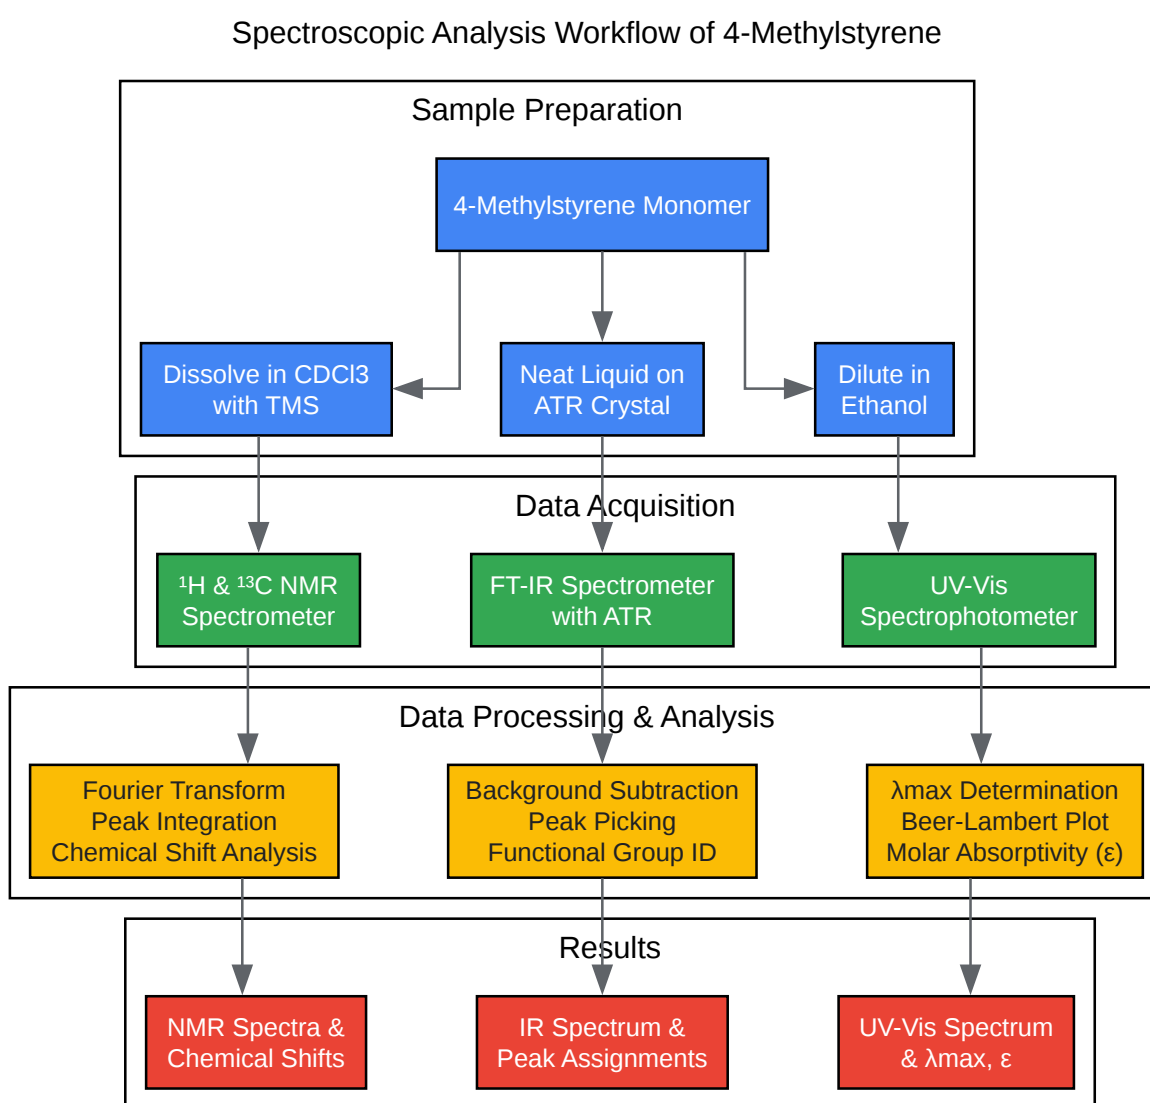 Spectroscopic Analysis Workflow of 4-Methylstyrene
Sample Preparation
4-Methylstyrene Monomer
Dissolve in CDCl3
with TMS
Neat Liquid on
ATR Crystal
Dilute in
Ethanol
Data Acquisition
¹H & ¹³C NMR
Spectrometer
FT-IR Spectrometer
with ATR
UV-Vis
Spectrophotometer
Data Processing & Analysis
Fourier Transform
Peak Integration
Chemical Shift Analysis
Background Subtraction
Peak Picking
Functional Group ID
λmax Determination
Beer-Lambert Plot
Molar Absorptivity (ε)
Results
NMR Spectra &
Chemical Shifts
IR Spectrum &
Peak Assignments
UV-Vis Spectrum
& λmax, ε